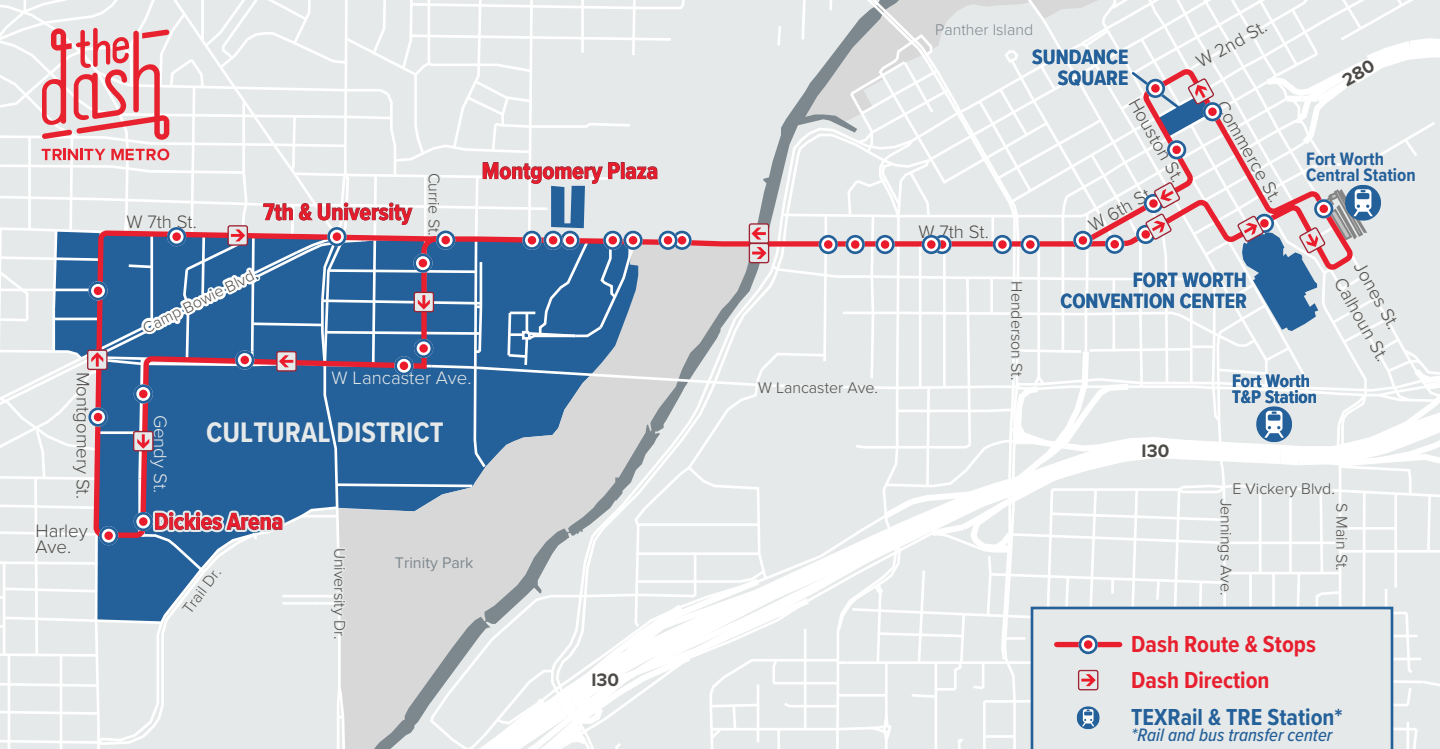 the
dash
TRINITY METRO
Panther Island
W 2nd St.
SUNDANCE
SQUARE
280
Houston St.
Commerce St.
Fort Worth
Central Station
Montgomery Plaza
Currie St.
7th & University
W 7th St.
W 6th St.
W 7th St.
Camp Bowie Blvd.
FORT WORTH
CONVENTION CENTER
Jones St.
Calhoun St.
Henderson St.
W Lancaster Ave.
W Lancaster Ave.
Fort Worth
T&P Station
Montgomery St.
Gendy St.
CULTURAL DISTRICT
I30
E Vickery Blvd.
Jennings Ave.
S Main St.
Dickies Arena
Harley
Ave.
Trail Dr.
University Dr.
Trinity Park
I30
Dash Route & Stops
Dash Direction
TEXRail & TRE Station*
*Rail and bus transfer center